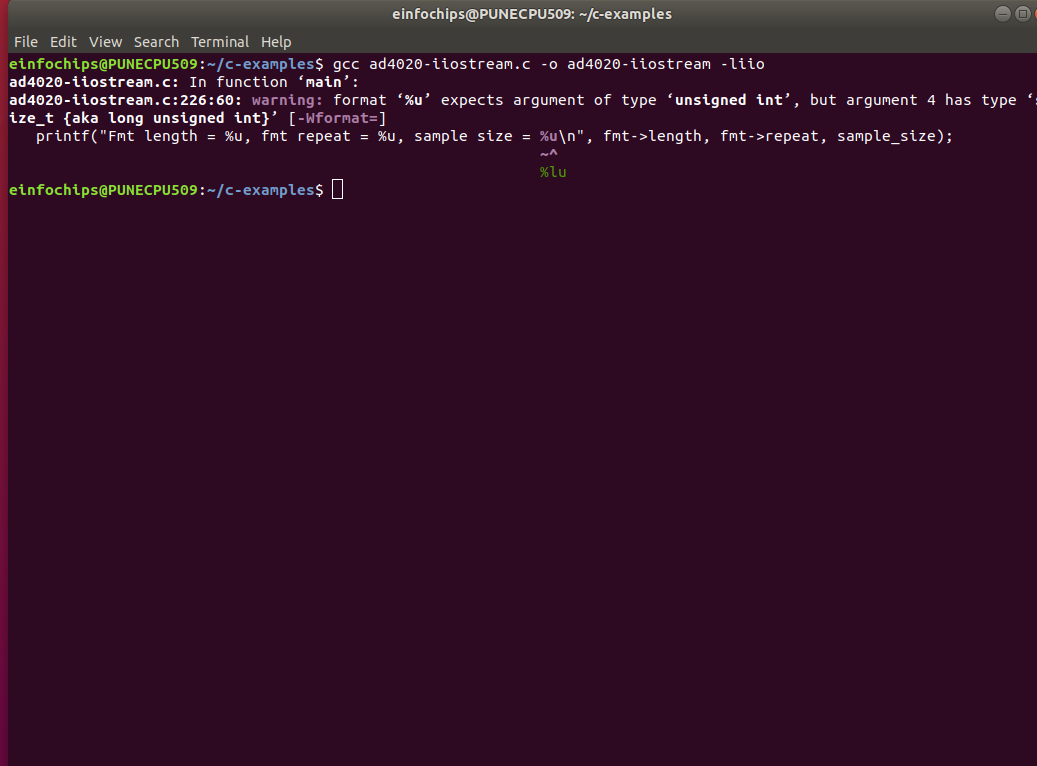 einfochips@PUNECPU509: ~/c-examples
File Edit View Search Terminal Help
einfochips@PUNECPU509:~/c-examples$ gcc ad4020-iiostream.c -o ad4020-iiostream -liio
ad4020-iiostream.c: In function ‘main’:
ad4020-iiostream.c:226:60: warning: format ‘%u’ expects argument of type ‘unsigned int’, but argument 4 has type ‘s
ize_t {aka long unsigned int}’ [-Wformat=]
   printf("Fmt length = %u, fmt repeat = %u, sample size = %u\n", fmt->length, fmt->repeat, sample_size);
                                                           ~^
                                                           %lu
einfochips@PUNECPU509:~/c-examples$